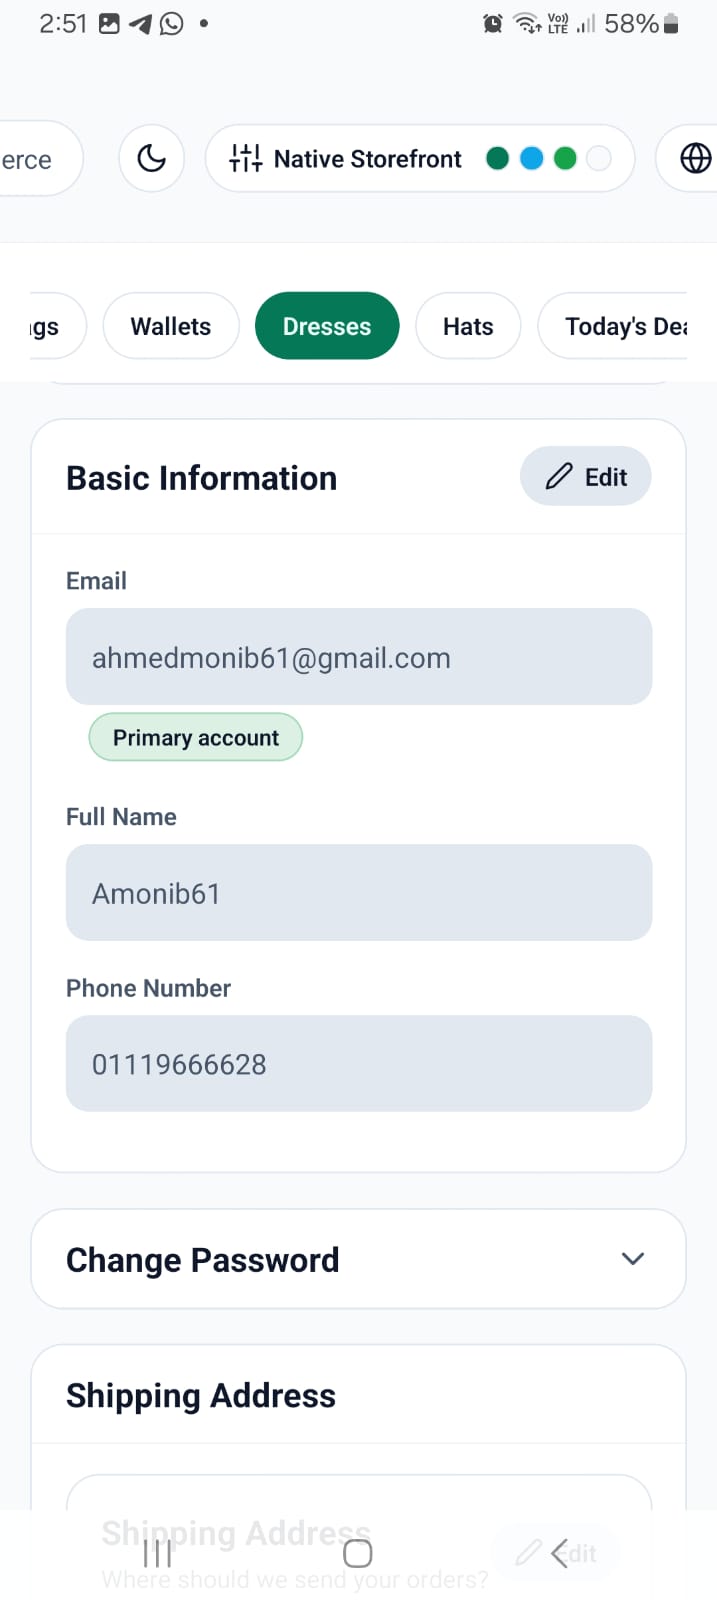 2:51
Vo))
LTE
58%
erce
Native Storefront
gs
Wallets
Dresses
Hats
Today's Dea
Basic Information
Edit
Email
ahmedmonib61@gmail.com
Primary account
Full Name
Amonib61
Phone Number
01119666628
Change Password
Shipping Address
Shipping Address
Edit
Where should we send your orders?